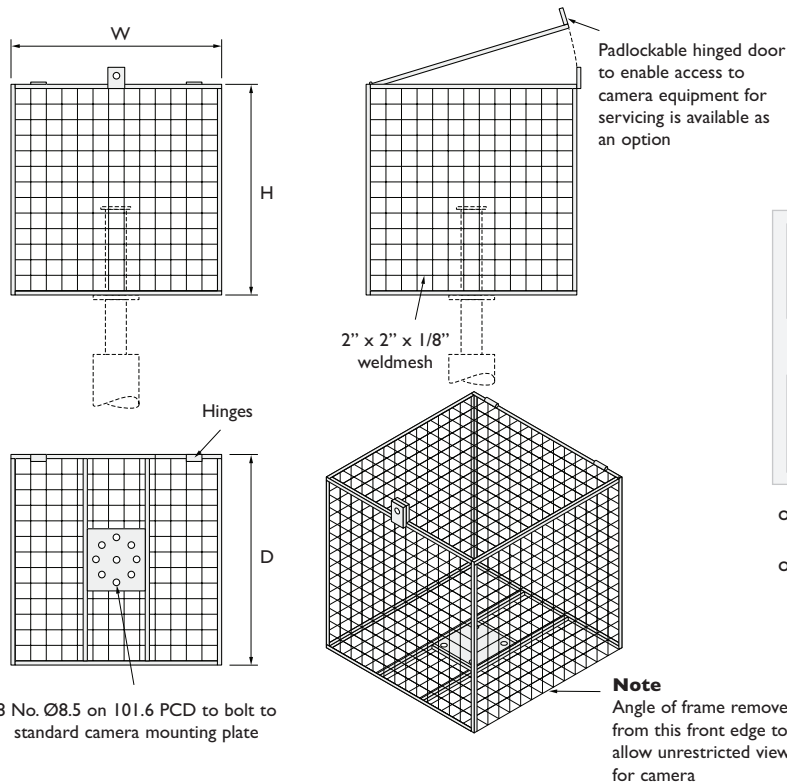 W
Padlockable hinged door
to enable access to
camera equipment for
servicing is available as
an option
H
2” x 2” x 1/8”
weldmesh
Hinges
D
8 No. Ø8.5 on 101.6 PCD to bolt to
standard camera mounting plate
Note
Angle of frame remove
from this front edge to
allow unrestricted view
for camera